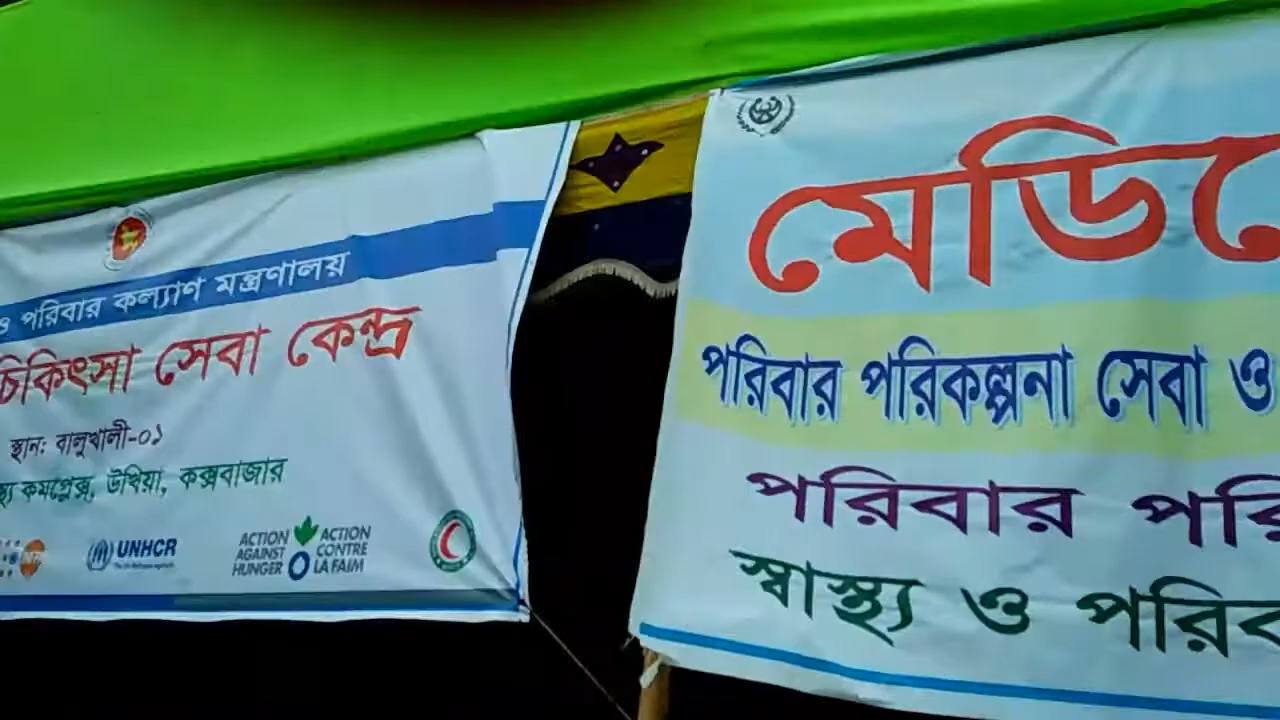 ও পরিবার কল্যাণ মন্ত্রণালয়
চিকিৎসা সেবা কেন্দ্র
স্থান: বালুখালী-০১
কমপ্লেক্স, উখিয়া, কক্সবাজার
UNHCR
ACTION AGAINST HUNGER
ACTION CONTRE LA FAIM
মেডি
পরিবার পরিকল্পনা সেবা ও
পরিবার পরি
স্বাস্থ্য ও পরিব